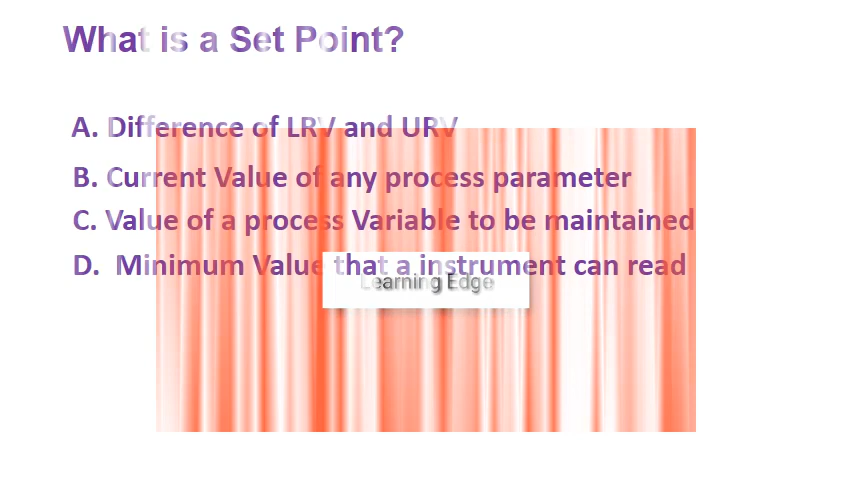 What is a Set Point?
A. Difference of LRV and URV
B. Current Value of any process parameter
C. Value of a process Variable to be maintained
D. Minimum Value that a instrument can read
Learning Edge